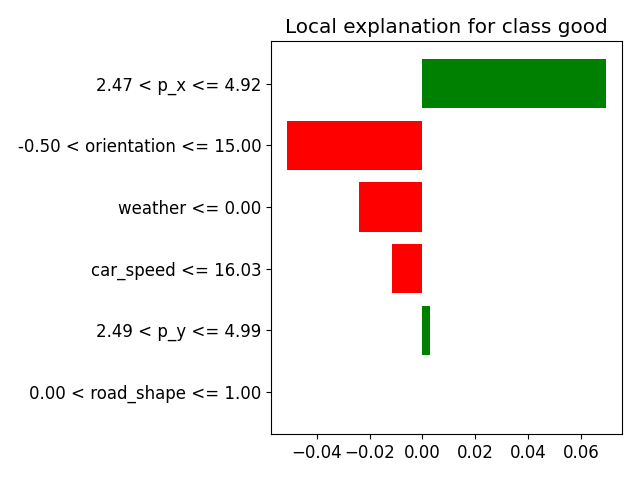 Local explanation for class good
2.47 < p_x <= 4.92
-0.50 < orientation <= 15.00
weather <= 0.00
car_speed <= 16.03
2.49 < p_y <= 4.99
0.00 < road_shape <= 1.00
−0.04 −0.02 0.00 0.02 0.04 0.06